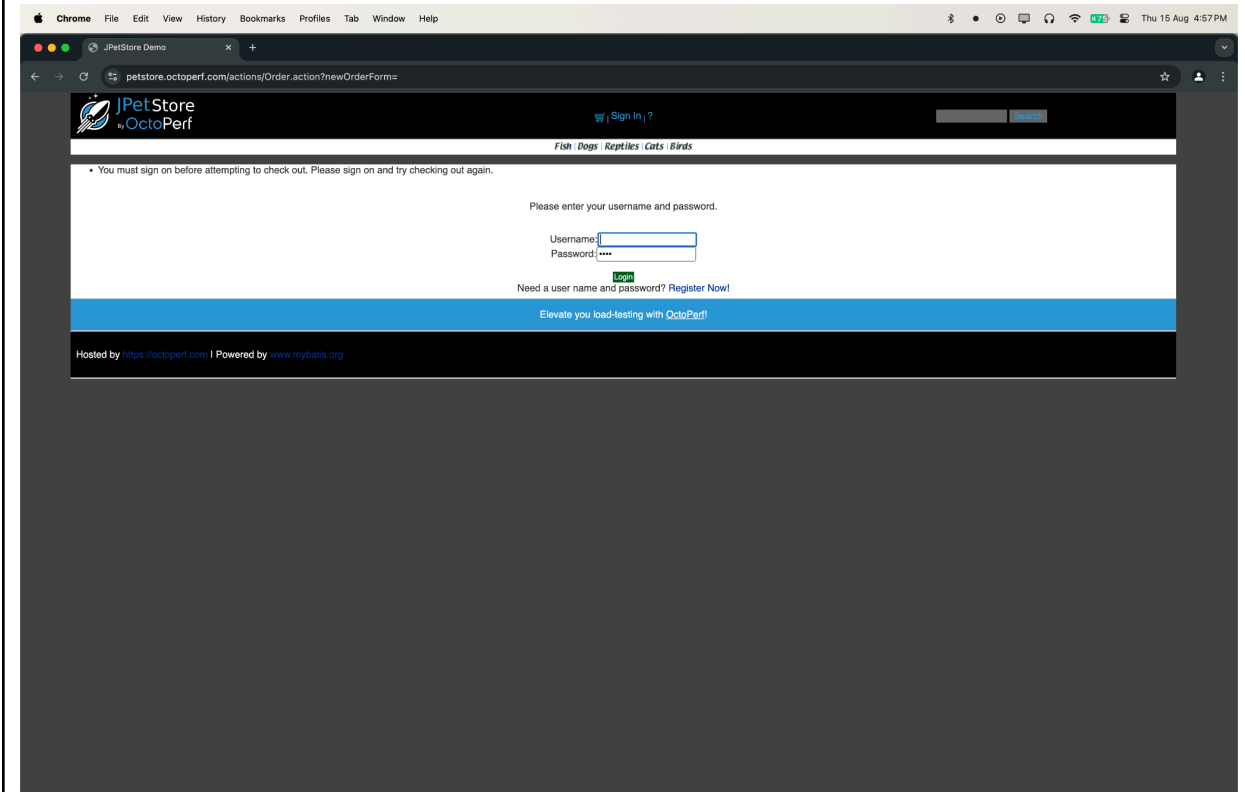 Chrome File Edit View History Bookmarks Profiles Tab Window Help 75 Thu 15 Aug 4:57 PM
JPetStore Demo
petstore.octoperf.com/actions/Order.action?newOrderForm=
JPetStore
By OctoPerf
| Sign In | ?
Search
Fish | Dogs | Reptiles | Cats | Birds
• You must sign on before attempting to check out. Please sign on and try checking out again.
Please enter your username and password.
Username:
Password: ••••
Login
Need a user name and password? Register Now!
Elevate you load-testing with OctoPerf!
Hosted by https://octoperf.com | Powered by www.mybatis.org